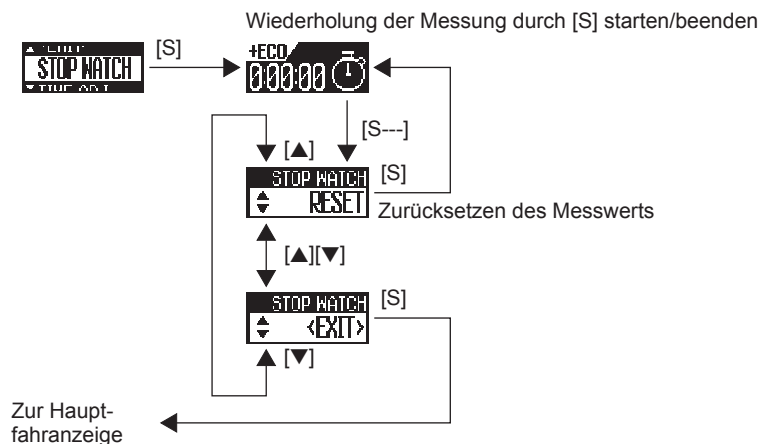 Wiederholung der Messung durch [S] starten/beenden
STOP WATCH
[S]
+ECO
0:00:00
[S---]
[▲]
STOP WATCH
RESET
[S]
Zurücksetzen des Messwerts
[▲][▼]
STOP WATCH
<EXIT>
[S]
[▼]
Zur Haupt-
fahranzeige